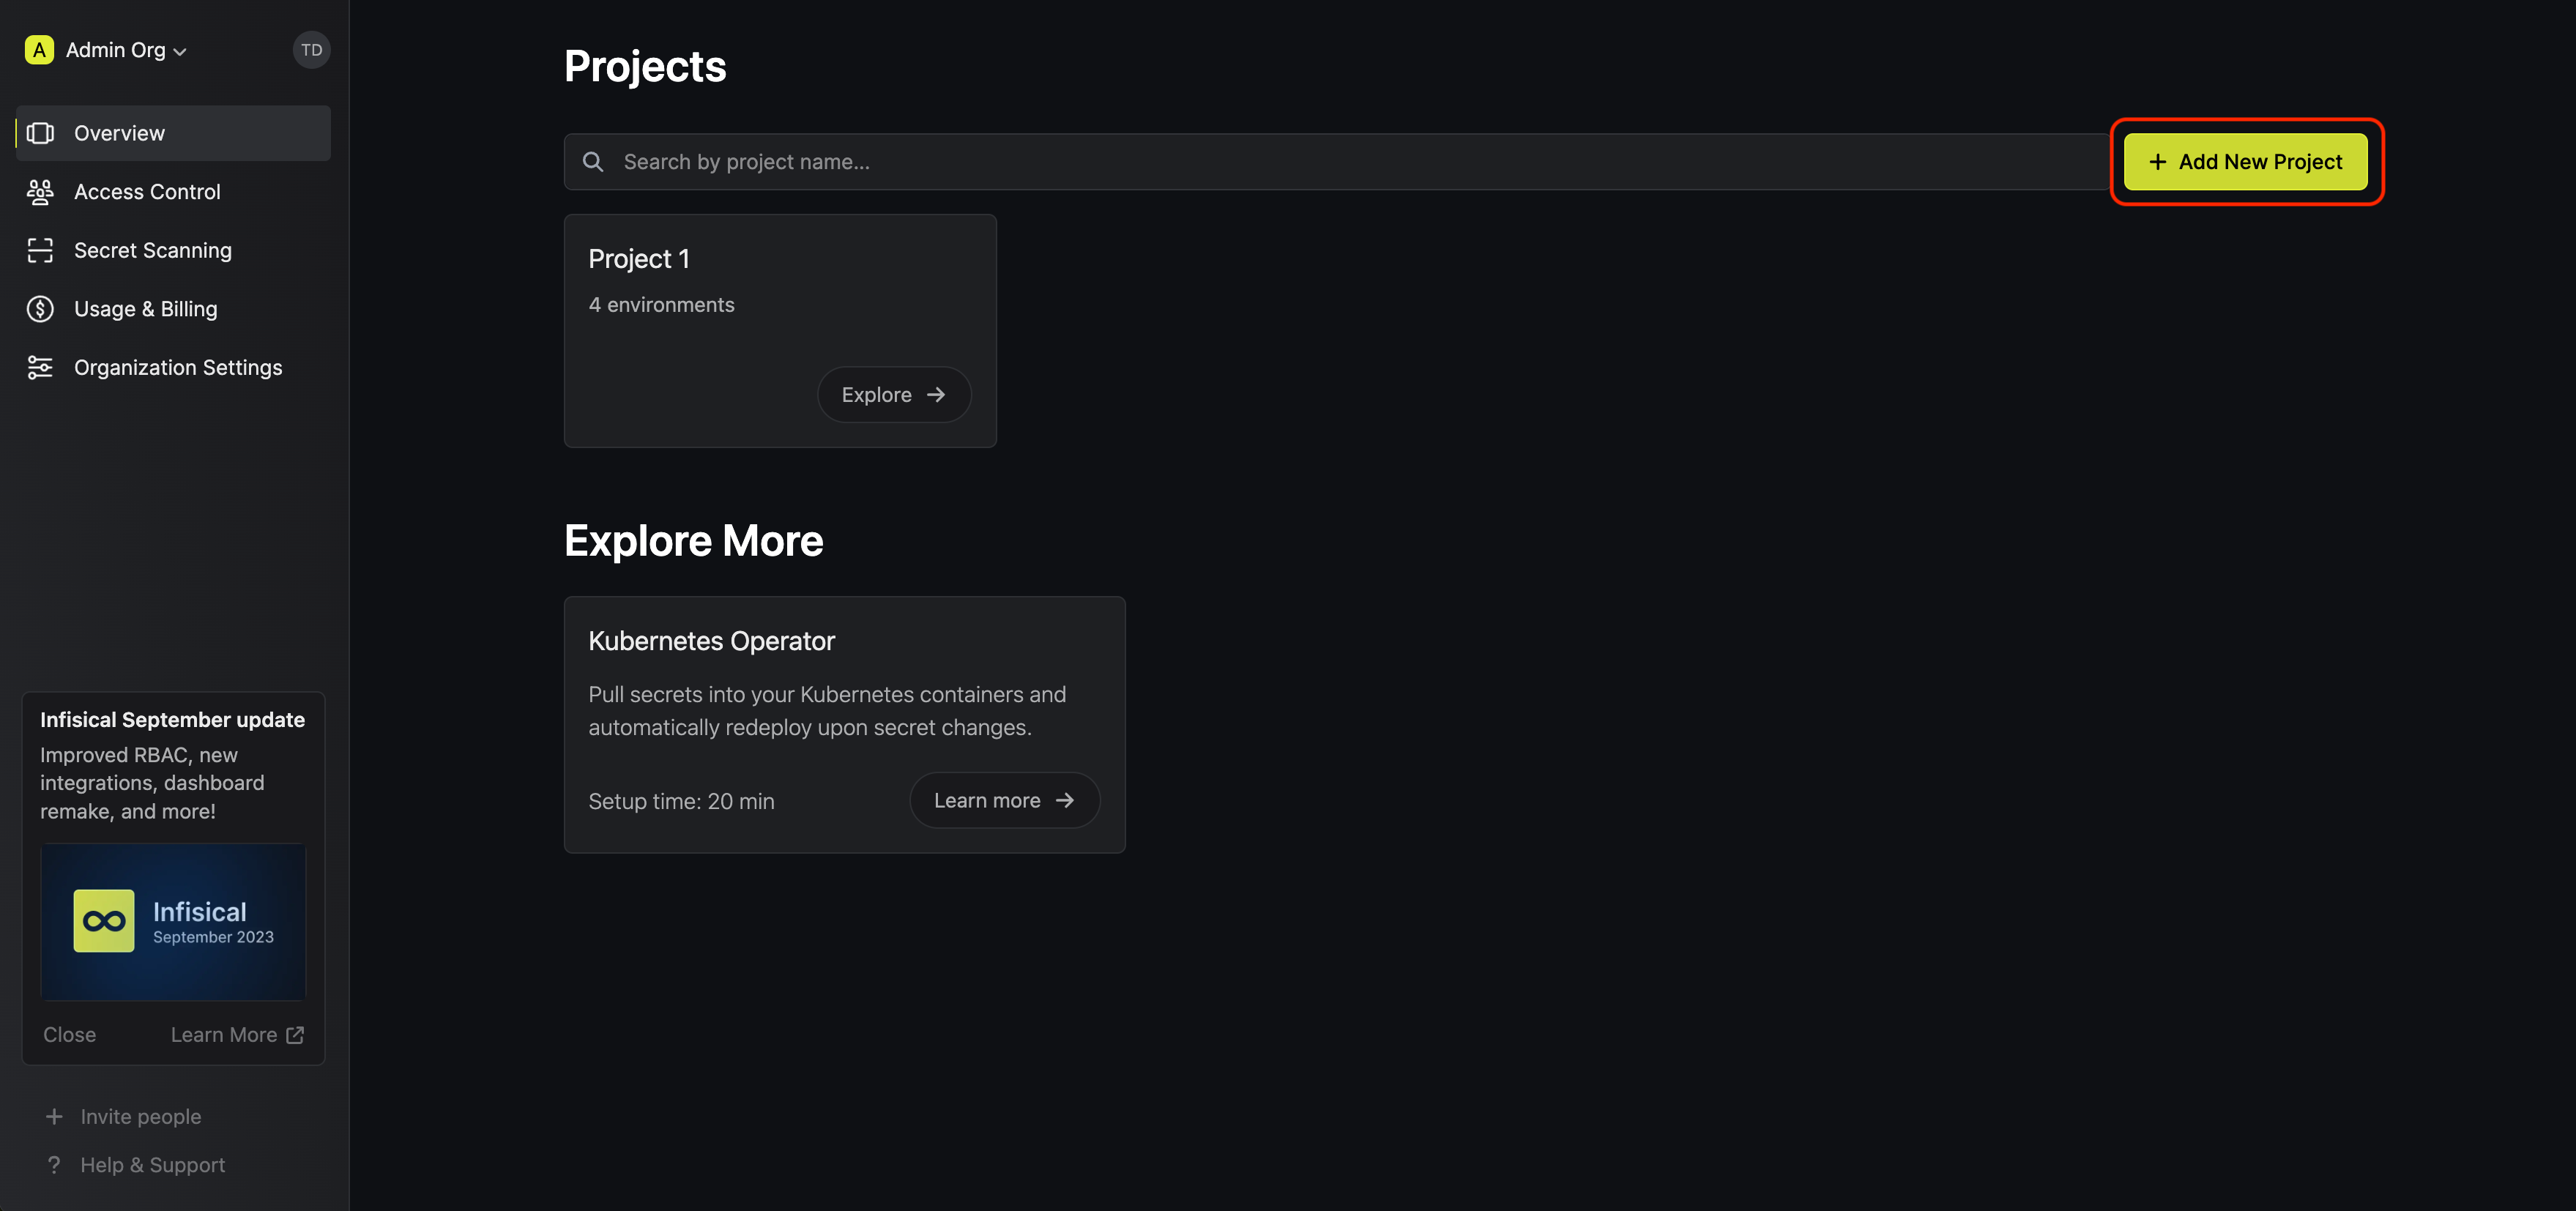 A Admin Org
TD
Overview
Access Control
Secret Scanning
Usage & Billing
Organization Settings
Infisical September update
Improved RBAC, new
integrations, dashboard
remake, and more!
Infisical
September 2023
Close
Learn More
Invite people
Help & Support
Projects
Search by project name...
Add New Project
Project 1
4 environments
Explore
Explore More
Kubernetes Operator
Pull secrets into your Kubernetes containers and
automatically redeploy upon secret changes.
Setup time: 20 min
Learn more